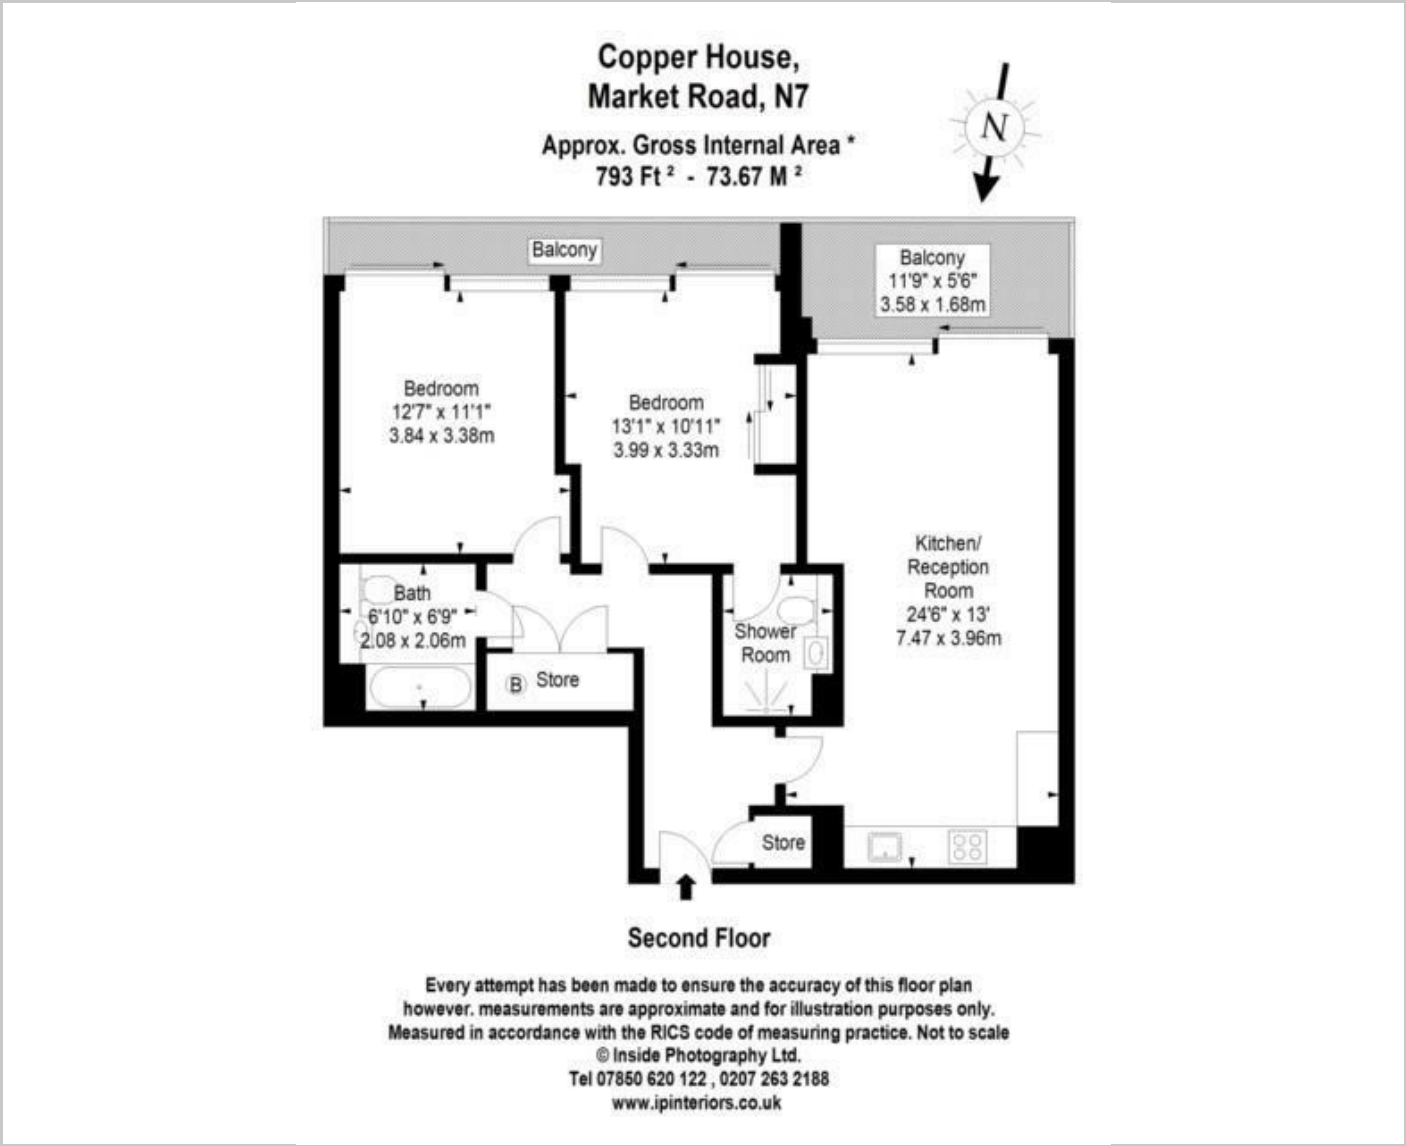 Copper House,
Market Road, N7
Approx. Gross Internal Area *
793 Ft ² - 73.67 M ²
N
Balcony
Balcony
11'9" x 5'6"
3.58 x 1.68m
Bedroom
12'7" x 11'1"
3.84 x 3.38m
Bedroom
13'1" x 10'11"
3.99 x 3.33m
Kitchen/
Reception
Room
24'6" x 13'
7.47 x 3.96m
Bath
6'10" x 6'9"
2.08 x 2.06m
Shower
Room
B Store
Store
Second Floor
Every attempt has been made to ensure the accuracy of this floor plan
however. measurements are approximate and for illustration purposes only.
Measured in accordance with the RICS code of measuring practice. Not to scale
© Inside Photography Ltd.
Tel 07850 620 122 , 0207 263 2188
www.ipinteriors.co.uk